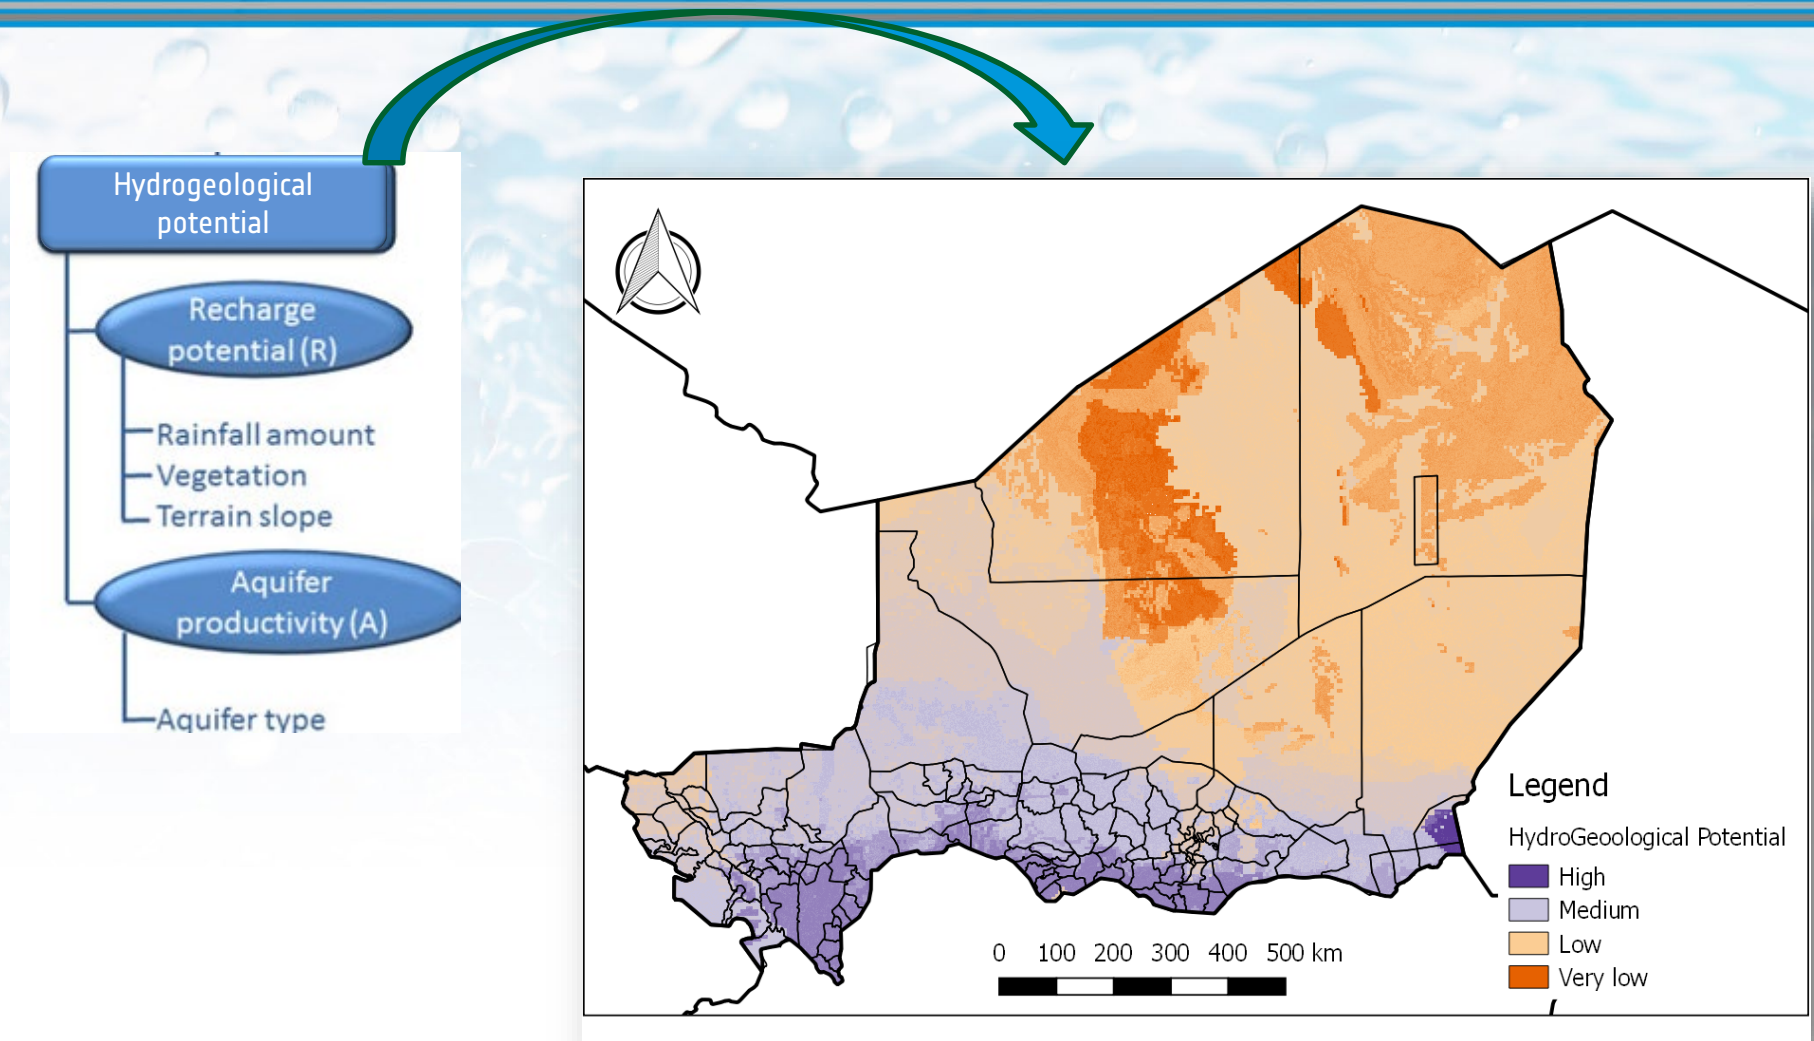 Hydrogeological
potential
Recharge
potential (R)
Rainfall amount
Vegetation
Terrain slope
Aquifer
productivity (A)
Aquifer type
Legend
HydroGeoological Potential
High
Medium
Low
Very low
0 100 200 300 400 500 km